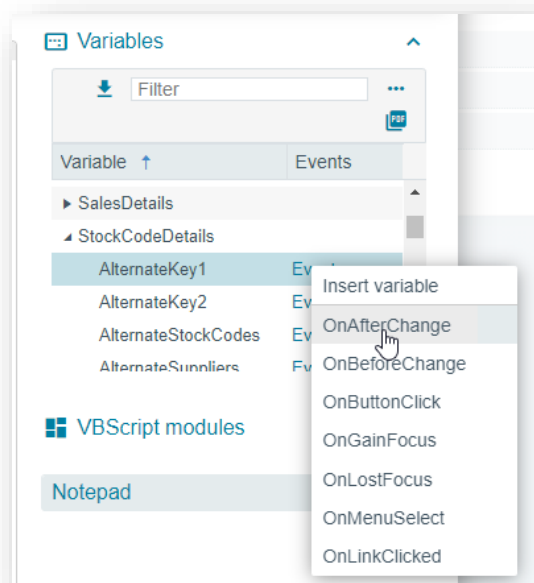 Variables
Filter
PDF
Variable ↑ Events
SalesDetails
StockCodeDetails
AlternateKey1
AlternateKey2
AlternateStockCodes
AlternateSuppliers
Insert variable
OnAfterChange
OnBeforeChange
OnButtonClick
OnGainFocus
OnLostFocus
OnMenuSelect
OnLinkClicked
VBScript modules
Notepad